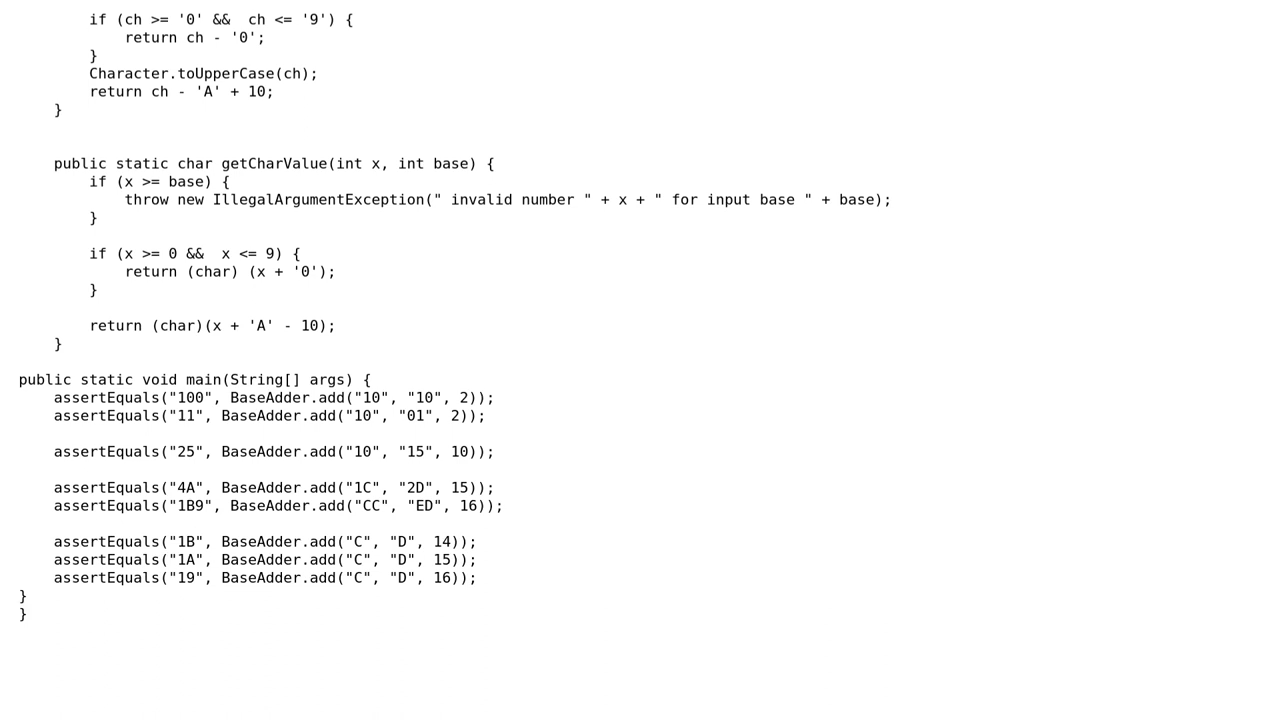 if (ch >= '0' &&  ch <= '9') {
            return ch - '0';
        }
        Character.toUpperCase(ch);
        return ch - 'A' + 10;
    }
    public static char getCharValue(int x, int base) {
        if (x >= base) {
            throw new IllegalArgumentException(" invalid number " + x + " for input base " + base);
        }
        if (x >= 0 &&  x <= 9) {
            return (char) (x + '0');
        }
        return (char)(x + 'A' - 10);
    }
public static void main(String[] args) {
    assertEquals("100", BaseAdder.add("10", "10", 2));
    assertEquals("11", BaseAdder.add("10", "01", 2));
    assertEquals("25", BaseAdder.add("10", "15", 10));
    assertEquals("4A", BaseAdder.add("1C", "2D", 15));
    assertEquals("1B9", BaseAdder.add("CC", "ED", 16));
    assertEquals("1B", BaseAdder.add("C", "D", 14));
    assertEquals("1A", BaseAdder.add("C", "D", 15));
    assertEquals("19", BaseAdder.add("C", "D", 16));
}
}